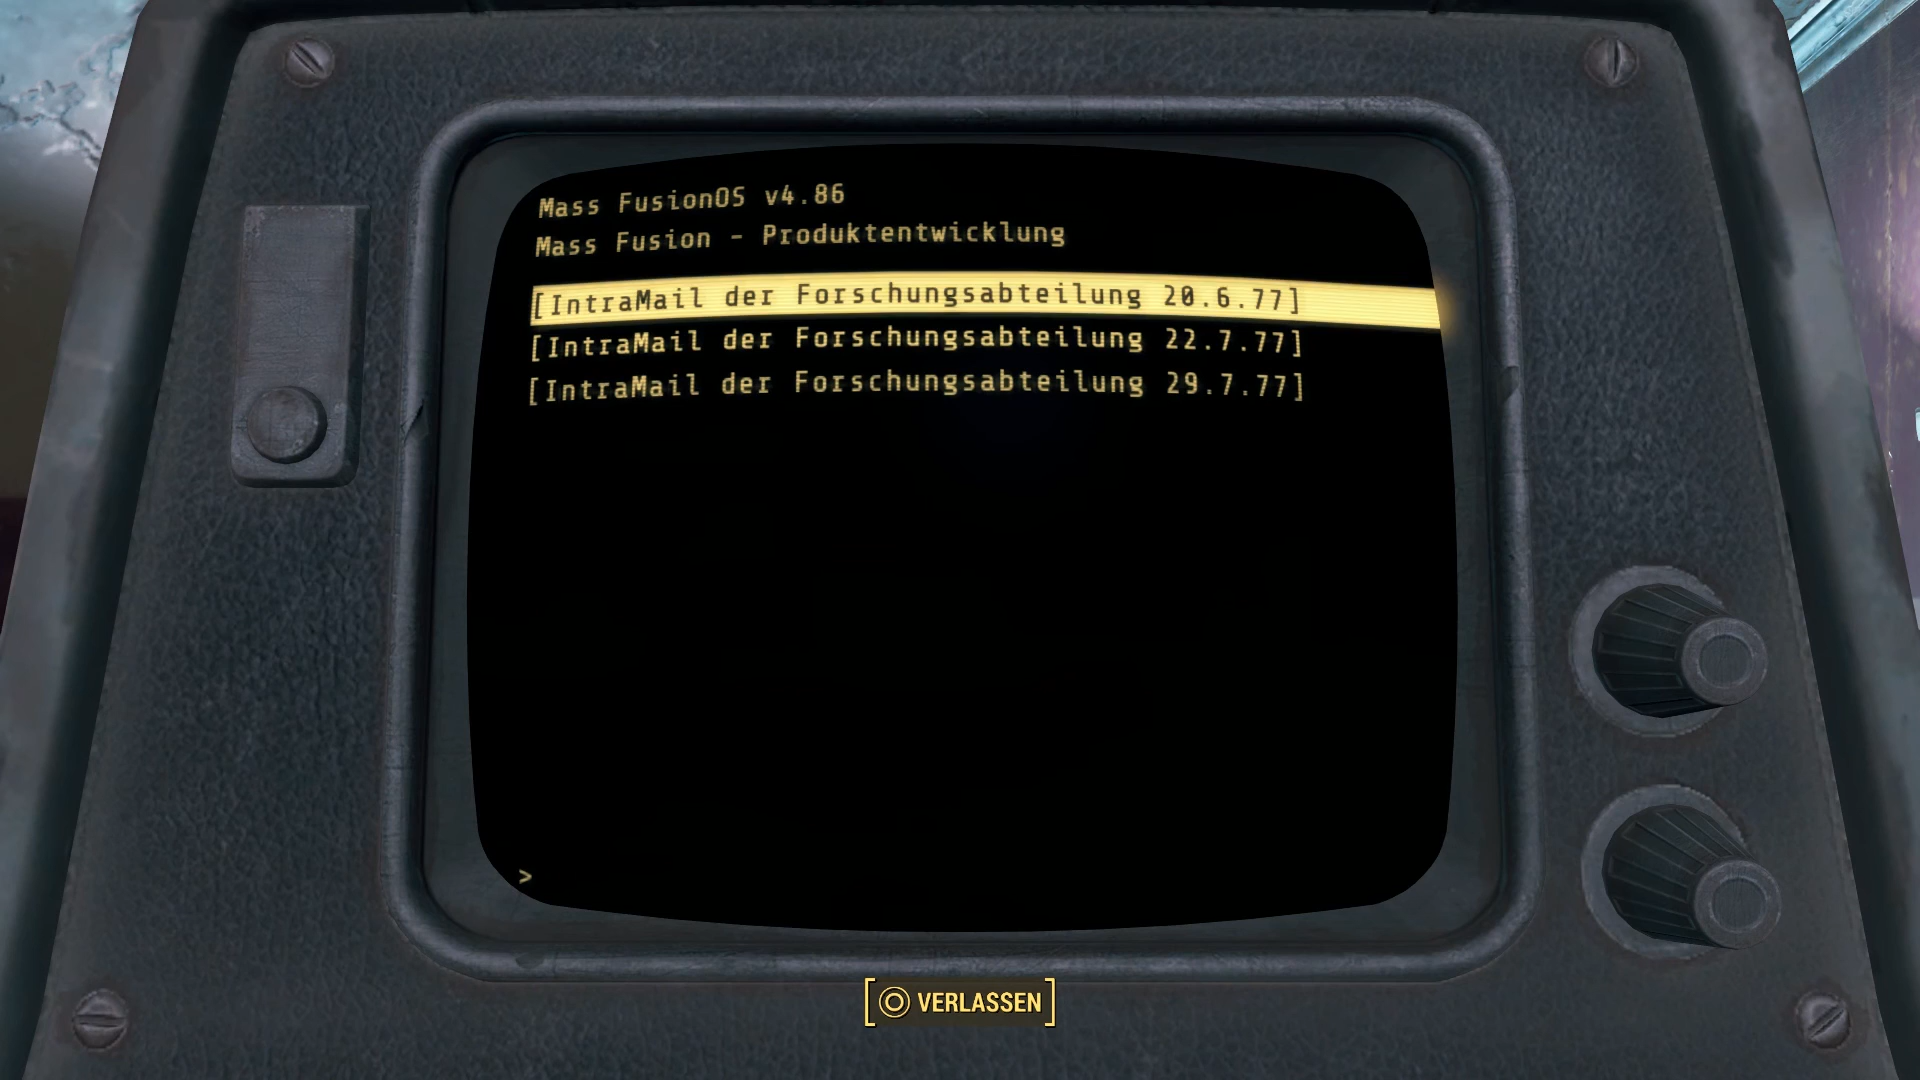 Mass FusionOS v4.86
Mass Fusion - Produktentwicklung
[IntraMail der Forschungsabteilung 20.6.77]
[IntraMail der Forschungsabteilung 22.7.77]
[IntraMail der Forschungsabteilung 29.7.77]
>
[◯ VERLASSEN]